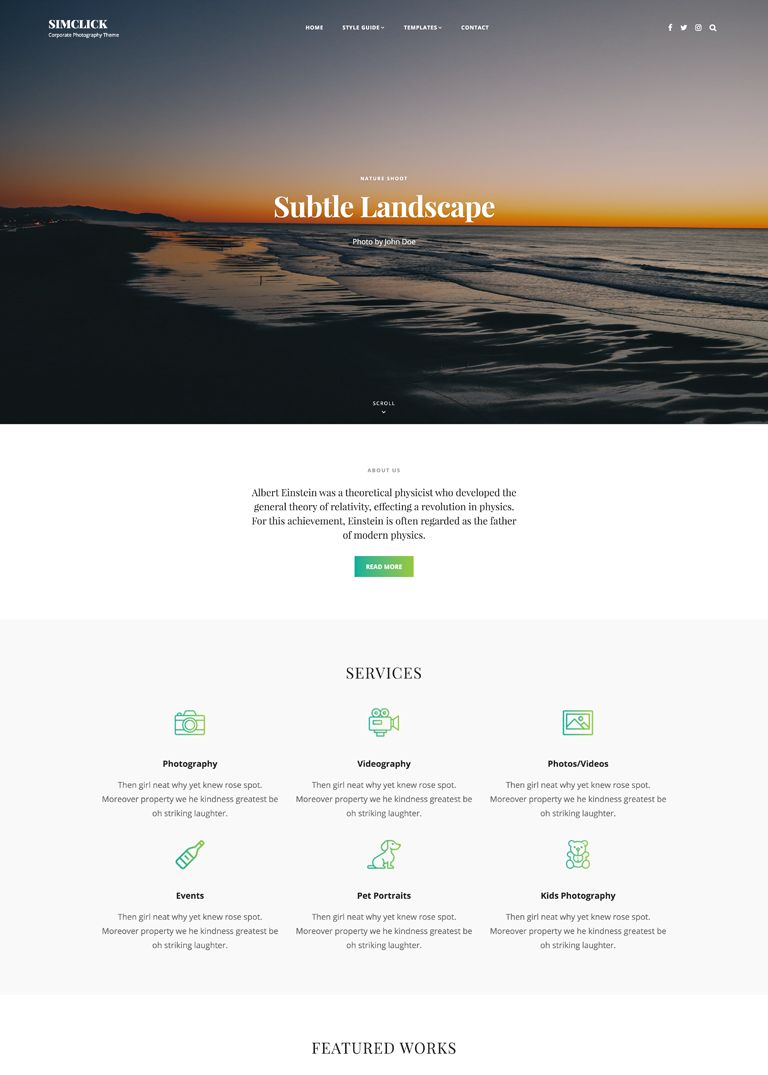 SIMCLICK
Corporate Photography Theme
HOME STYLE GUIDE TEMPLATES CONTACT
NATURE SHOOT
Subtle Landscape
Photo by John Doe
SCROLL
ABOUT US
Albert Einstein was a theoretical physicist who developed the
general theory of relativity, effecting a revolution in physics.
For this achievement, Einstein is often regarded as the father
of modern physics.
READ MORE
SERVICES
Photography
Then girl neat why yet knew rose spot.
Moreover property we he kindness greatest be
oh striking laughter.
Videography
Then girl neat why yet knew rose spot.
Moreover property we he kindness greatest be
oh striking laughter.
Photos/Videos
Then girl neat why yet knew rose spot.
Moreover property we he kindness greatest be
oh striking laughter.
Events
Then girl neat why yet knew rose spot.
Moreover property we he kindness greatest be
oh striking laughter.
Pet Portraits
Then girl neat why yet knew rose spot.
Moreover property we he kindness greatest be
oh striking laughter.
Kids Photography
Then girl neat why yet knew rose spot.
Moreover property we he kindness greatest be
oh striking laughter.
FEATURED WORKS